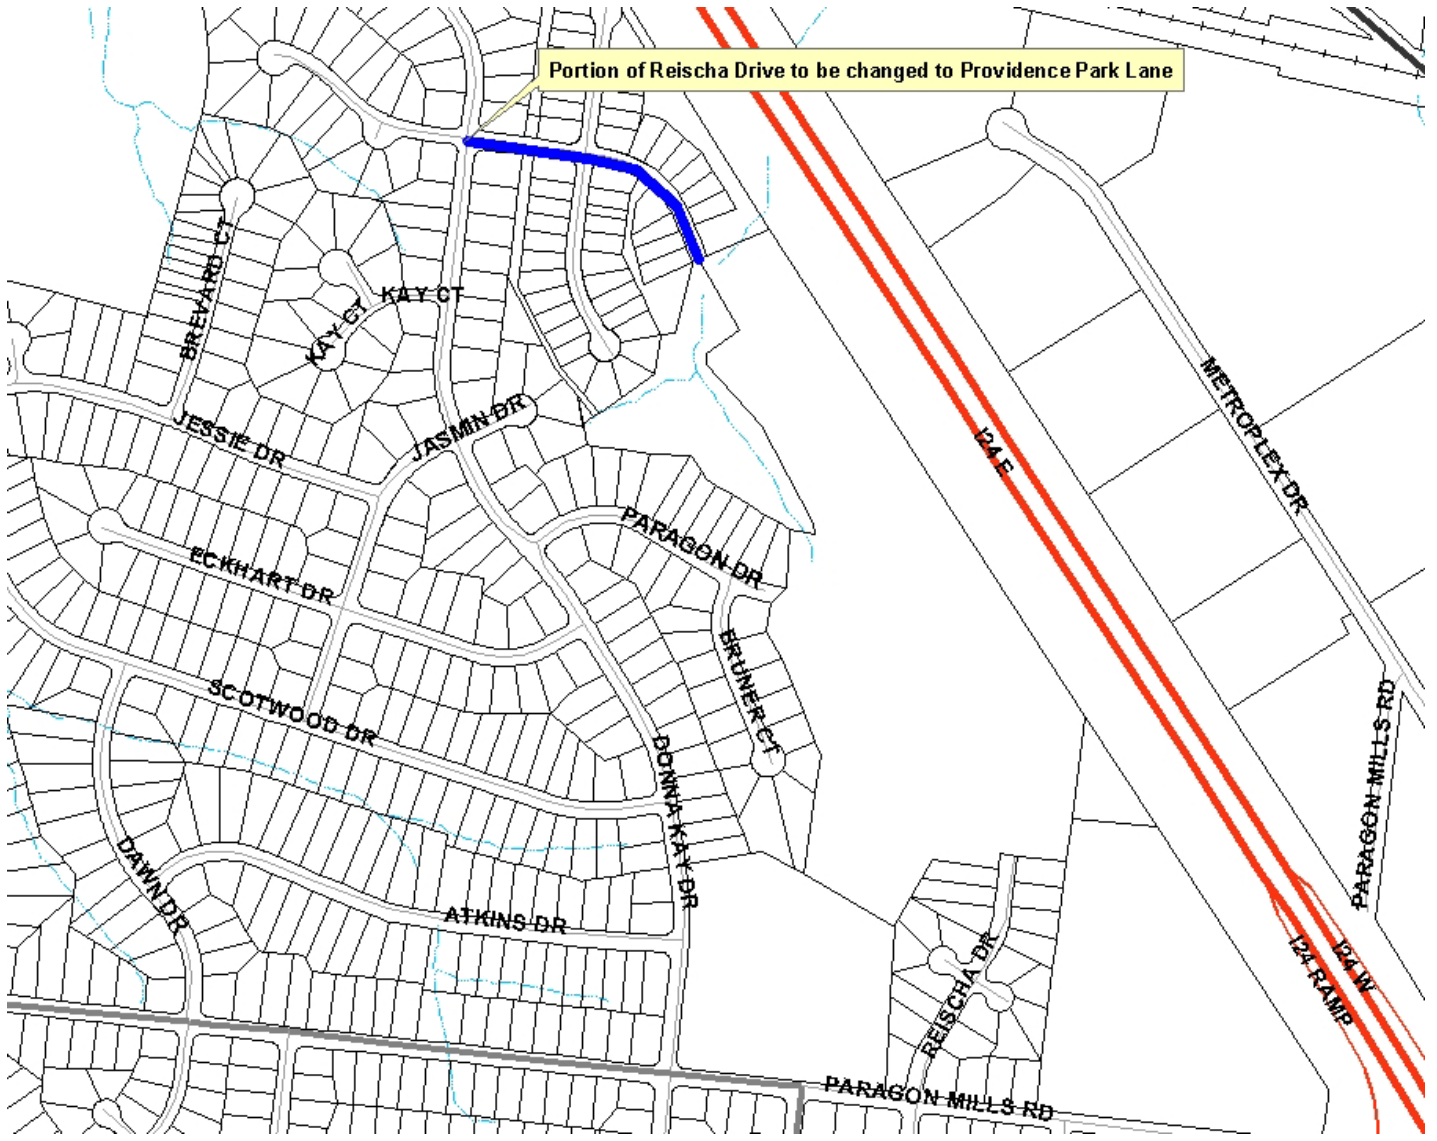 Portion of Reischa Drive to be changed to Providence Park Lane
BREVARD CT
KAY CT
KAY CT
JESSIE DR
JASMIN DR
METROPLEX DR
I24 E
PARAGON DR
ECKHART DR
BRUNER CT
SCOTWOOD DR
DONNA KAY DR
PARAGON MILLS RD
DAWN DR
ATKINS DR
REISCHA DR
I24 W
I24 RAMP
PARAGON MILLS RD